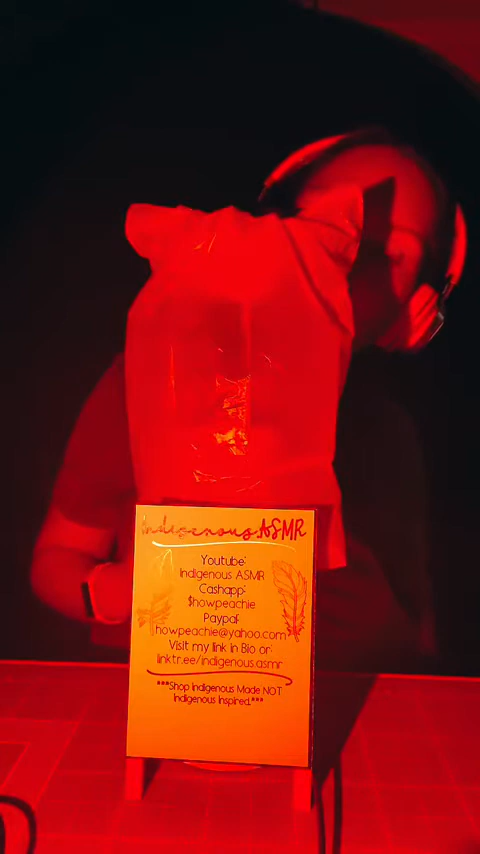 Indigenous ASMR
Youtube:
Indigenous ASMR
Cashapp:
$howpeachie
Paypal:
howpeachie@yahoo.com
Visit my link in Bio or:
linktr.ee/indigenous.asmr
***Shop Indigenous Made NOT
Indigenous Inspired.***